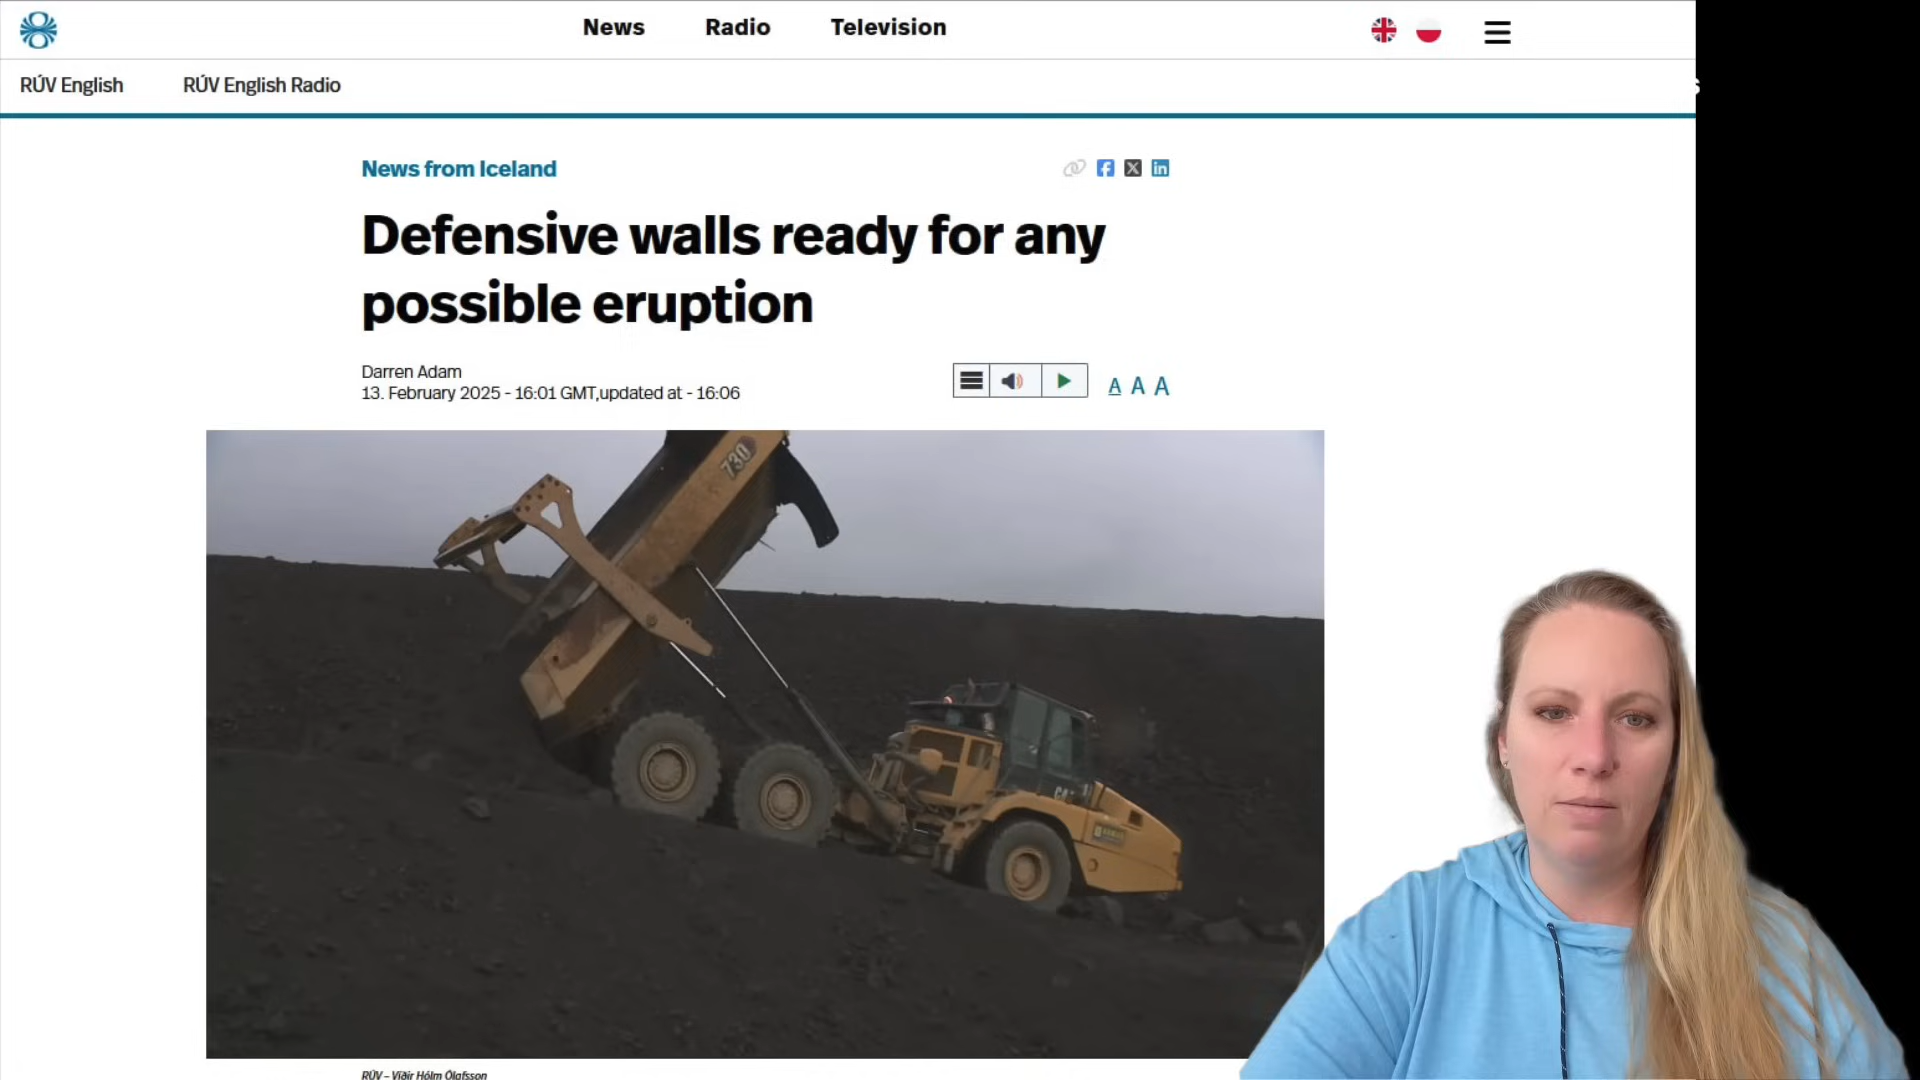 News
Radio
Television
RÚV English
RÚV English Radio
News from Iceland
Defensive walls ready for any
possible eruption
Darren Adam
13. February 2025 - 16:01 GMT,updated at - 16:06
A A A
730
RÚV – Viðir Hólm Ólafsson